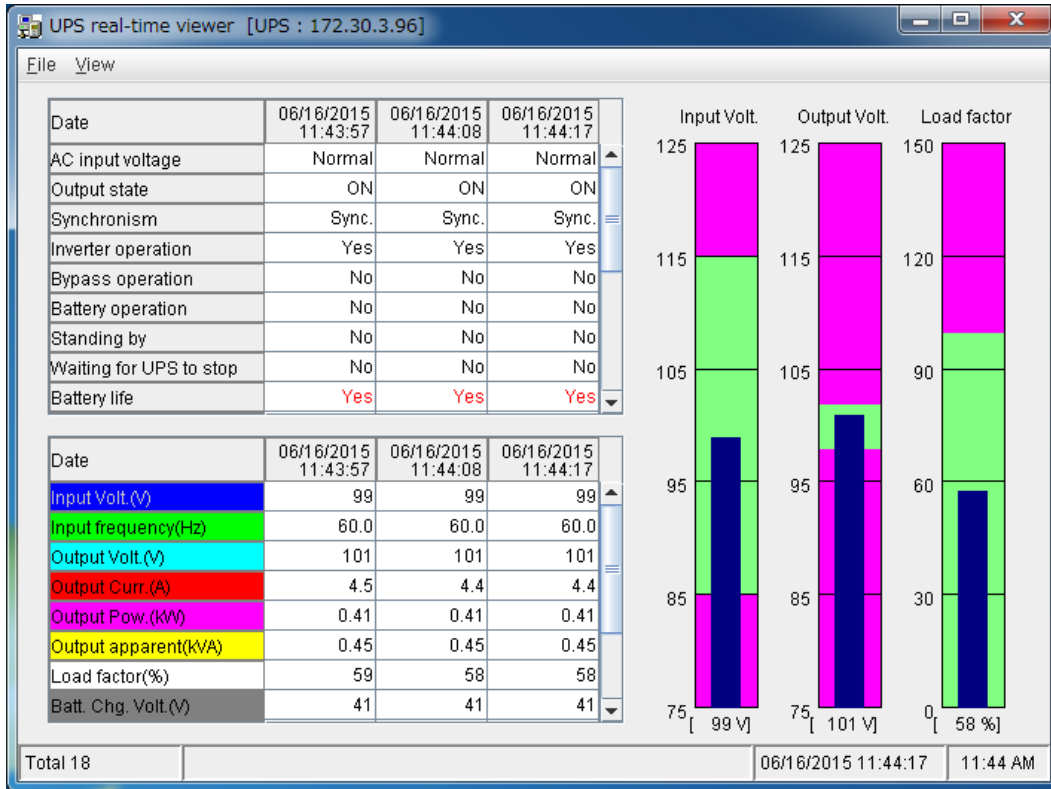 UPS real-time viewer [UPS : 172.30.3.96]
File View
Date 06/16/2015 11:43:57 06/16/2015 11:44:08 06/16/2015 11:44:17
AC input voltage Normal Normal Normal
Output state ON ON ON
Synchronism Sync. Sync. Sync.
Inverter operation Yes Yes Yes
Bypass operation No No No
Battery operation No No No
Standing by No No No
Waiting for UPS to stop No No No
Battery life Yes Yes Yes
Date 06/16/2015 11:43:57 06/16/2015 11:44:08 06/16/2015 11:44:17
Input Volt.(V) 99 99 99
Input frequency(Hz) 60.0 60.0 60.0
Output Volt.(V) 101 101 101
Output Curr.(A) 4.5 4.4 4.4
Output Pow.(kW) 0.41 0.41 0.41
Output apparent(kVA) 0.45 0.45 0.45
Load factor(%) 59 58 58
Batt. Chg. Volt.(V) 41 41 41
Input Volt. Output Volt. Load factor
125 125 150
115 115 120
105 105 90
95 95 60
85 85 30
75 75 0
[ 99 V] [ 101 V] [ 58 %]
Total 18 06/16/2015 11:44:17 11:44 AM